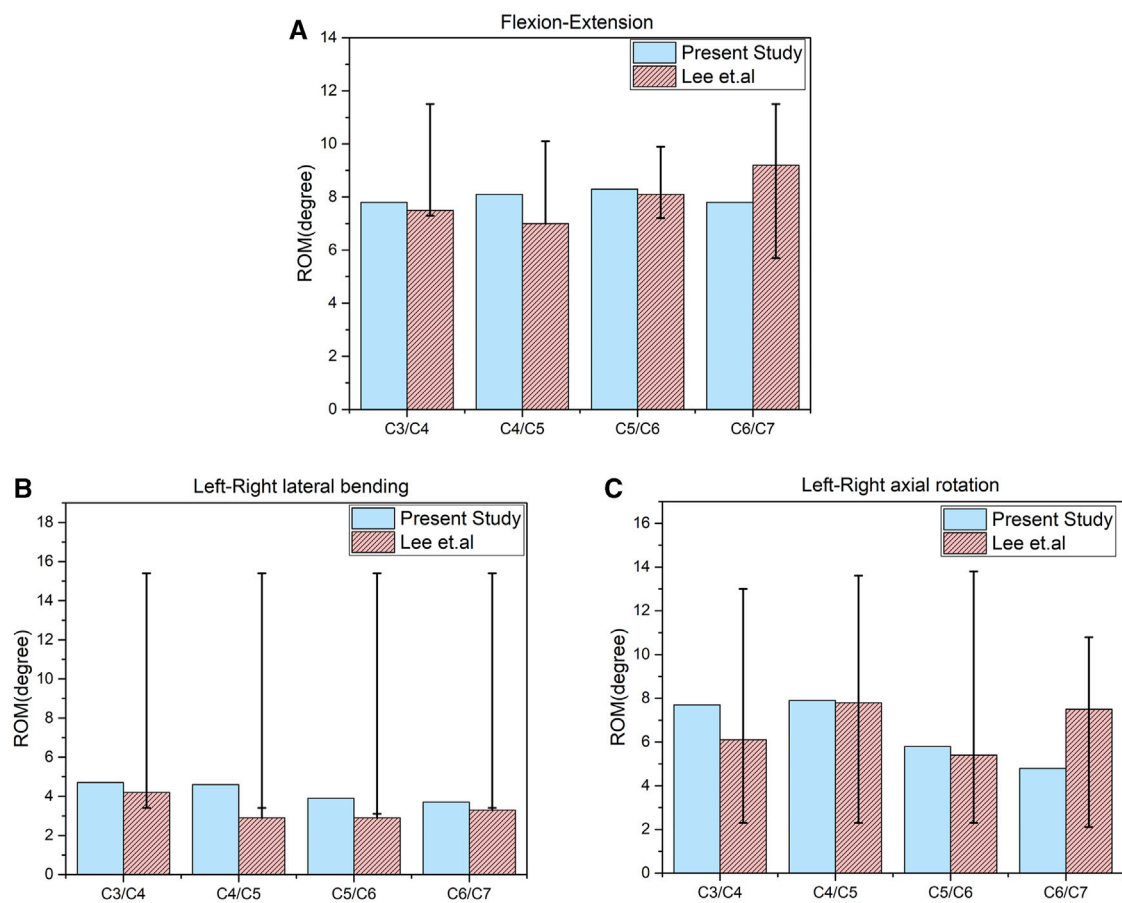 A
Flexion-Extension
Present Study
Lee et.al
ROM(degree)
14
12
10
8
6
4
2
0
C3/C4 C4/C5 C5/C6 C6/C7
B
Left-Right lateral bending
Present Study
Lee et.al
ROM(degree)
18
16
14
12
10
8
6
4
2
0
C3/C4 C4/C5 C5/C6 C6/C7
C
Left-Right axial rotation
Present Study
Lee et.al
ROM(degree)
16
14
12
10
8
6
4
2
0
C3/C4 C4/C5 C5/C6 C6/C7